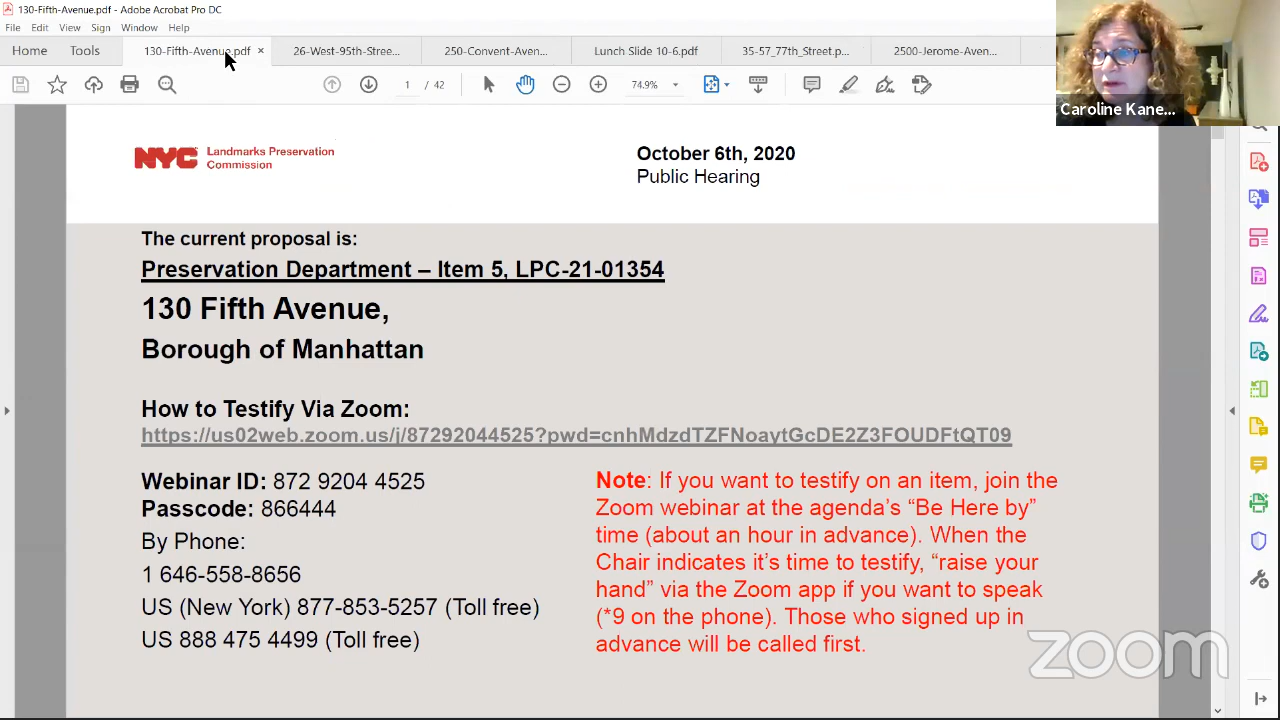 130-Fifth-Avenue.pdf - Adobe Acrobat Pro DC
File Edit View Sign Window Help
Home Tools 130-Fifth-Avenue.pdf × 26-West-95th-Stree... 250-Convent-Aven... Lunch Slide 10-6.pdf 35-57_77th_Street.p... 2500-Jerome-Aven...
1 / 42 74.9%
Caroline Kane...
NYC Landmarks Preservation
Commission
October 6th, 2020
Public Hearing
The current proposal is:
Preservation Department – Item 5, LPC-21-01354
130 Fifth Avenue,
Borough of Manhattan
How to Testify Via Zoom:
https://us02web.zoom.us/j/87292044525?pwd=cnhMdzdTZFNoaytGcDE2Z3FOUDFtQT09
Webinar ID: 872 9204 4525
Passcode: 866444
By Phone:
1 646-558-8656
US (New York) 877-853-5257 (Toll free)
US 888 475 4499 (Toll free)
Note: If you want to testify on an item, join the
Zoom webinar at the agenda’s “Be Here by”
time (about an hour in advance). When the
Chair indicates it’s time to testify, “raise your
hand” via the Zoom app if you want to speak
(*9 on the phone). Those who signed up in
advance will be called first.
zoom